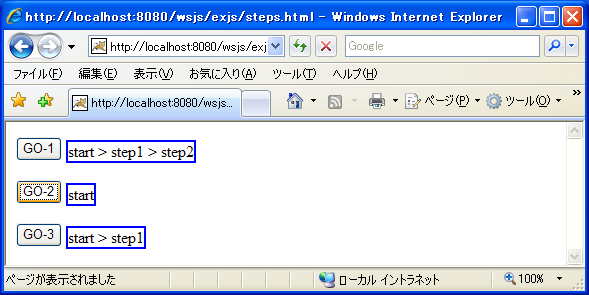 http://localhost:8080/wsjs/exjs/steps.html - Windows Internet Explorer
http://localhost:8080/wsjs/exj Google
ファイル(F) 編集(E) 表示(V) お気に入り(A) ツール(T) ヘルプ(H)
http://localhost:8080/wsjs... ページ(P) ツール(O) »
GO-1 start > step1 > step2
GO-2 start
GO-3 start > step1
ページが表示されました ローカル イントラネット 100%